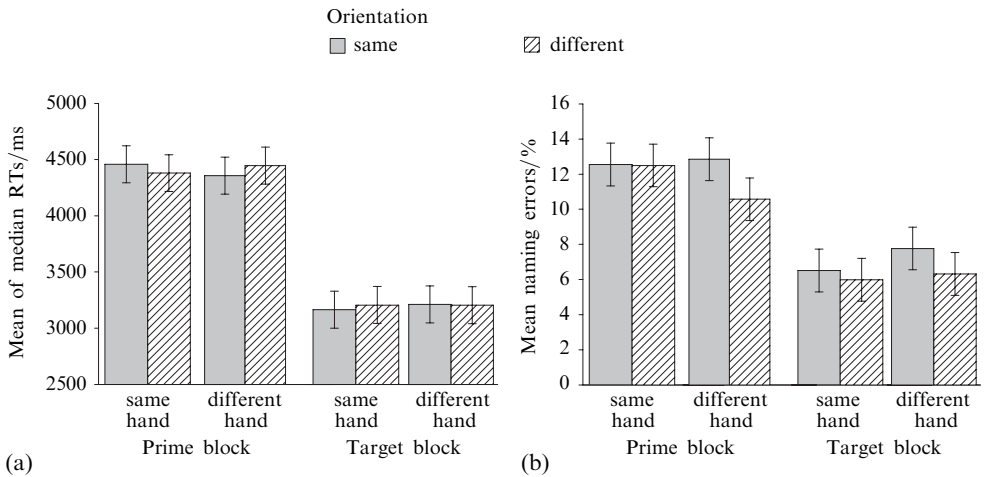 Orientation
same different
Mean of median RTs/ms
5000
4500
4000
3500
3000
2500
same hand different hand same hand different hand
Prime block Target block
(a)
Mean naming errors/%
16
14
12
10
8
6
4
2
0
same hand different hand same hand different hand
Prime block Target block
(b)